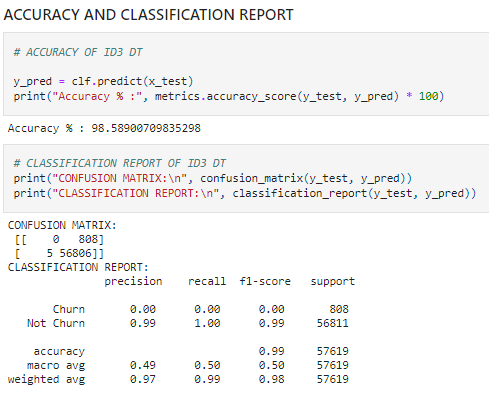 ACCURACY AND CLASSIFICATION REPORT
# ACCURACY OF ID3 DT
y_pred = clf.predict(x_test)
print("Accuracy % :", metrics.accuracy_score(y_test, y_pred) * 100)
Accuracy % : 98.58900709835298
# CLASSIFICATION REPORT OF ID3 DT
print("CONFUSION MATRIX:\n", confusion_matrix(y_test, y_pred))
print("CLASSIFICATION REPORT:\n", classification_report(y_test, y_pred))
CONFUSION MATRIX:
[[    0   808]
[    5 56806]]
CLASSIFICATION REPORT:
precision    recall  f1-score   support
Churn       0.00      0.00      0.00       808
Not Churn       0.99      1.00      0.99     56811
accuracy                           0.99     57619
macro avg       0.49      0.50      0.50     57619
weighted avg       0.97      0.99      0.98     57619